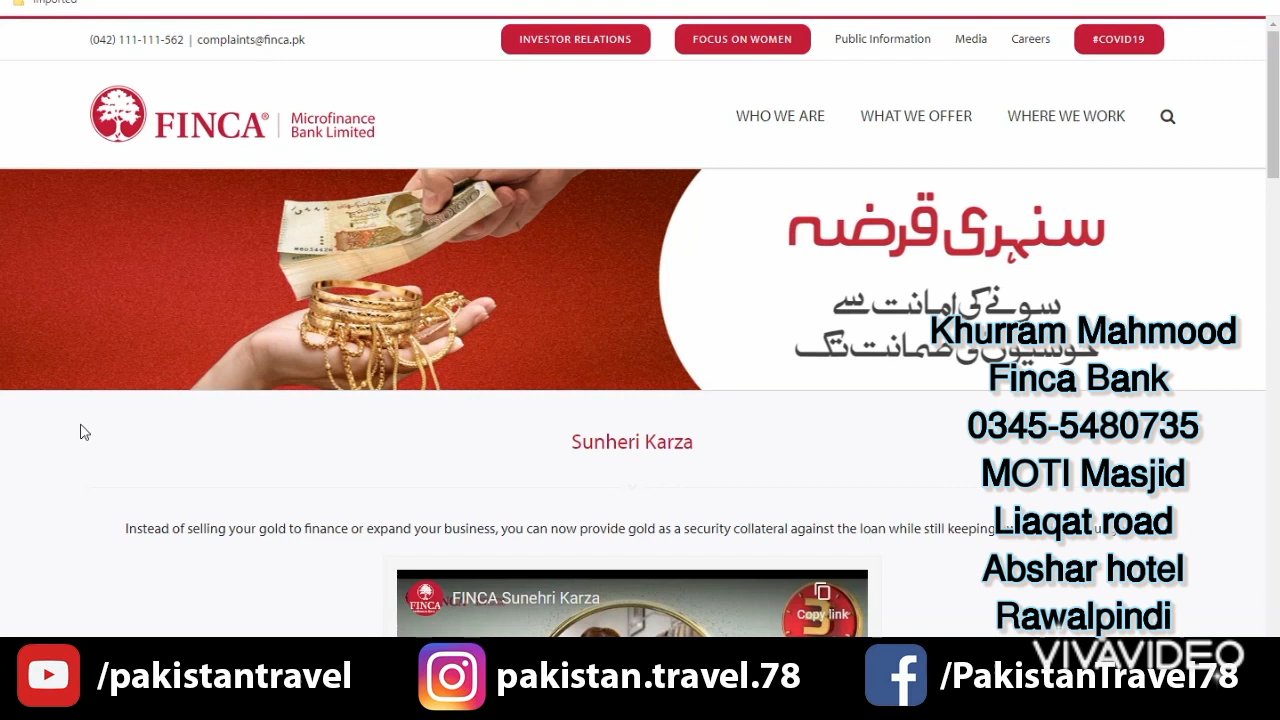 Imported
(042) 111-111-562 | complaints@finca.pk
INVESTOR RELATIONS
FOCUS ON WOMEN
Public Information
Media
Careers
#COVID19
FINCA® | Microfinance Bank Limited
WHO WE ARE
WHAT WE OFFER
WHERE WE WORK
سنہری قرضہ
سونے کی امانت سے
خوشیوں کی ضمانت تک
Khurram Mahmood
Finca Bank
0345-5480735
MOTI Masjid
Liaqat road
Abshar hotel
Rawalpindi
Sunheri Karza
Instead of selling your gold to finance or expand your business, you can now provide gold as a security collateral against the loan while still keeping
FINCA
FINCA Sunehri Karza
3
Copy link
VIVAVIDEO
/pakistantravel
pakistan.travel.78
/PakistanTravel78